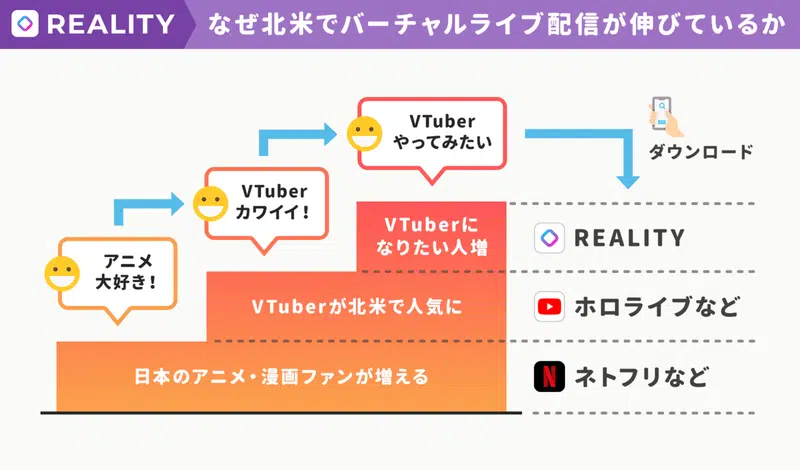 REALITY なぜ北米でバーチャルライブ配信が伸びているか
VTuber
やってみたい
ダウンロード
VTuber
カワイイ！
VTuberに
なりたい人増
REALITY
アニメ
大好き！
VTuberが北米で人気に
ホロライブなど
日本のアニメ・漫画ファンが増える
N
ネトフリなど